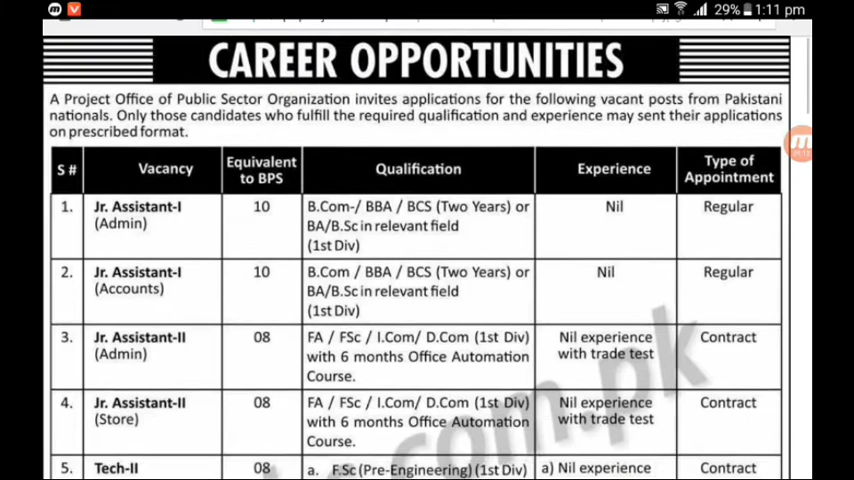 29% 1:11 pm
CAREER OPPORTUNITIES
A Project Office of Public Sector Organization invites applications for the following vacant posts from Pakistani
nationals. Only those candidates who fulfill the required qualification and experience may sent their applications
on prescribed format.
S # Vacancy Equivalent to BPS Qualification Experience Type of Appointment
1. Jr. Assistant-I 10 B.Com-/ BBA / BCS (Two Years) or Nil Regular
(Admin) BA/B.Sc in relevant field
(1st Div)
2. Jr. Assistant-I 10 B.Com / BBA / BCS (Two Years) or Nil Regular
(Accounts) BA/B.Sc in relevant field
(1st Div)
3. Jr. Assistant-II 08 FA / FSc / I.Com/ D.Com (1st Div) Nil experience Contract
(Admin) with 6 months Office Automation with trade test
Course.
4. Jr. Assistant-II 08 FA / FSc / I.Com/ D.Com (1st Div) Nil experience Contract
(Store) with 6 months Office Automation with trade test
Course.
5. Tech-II 08 a. F.Sc (Pre-Engineering) (1st Div) a) Nil experience Contract
.com.pk